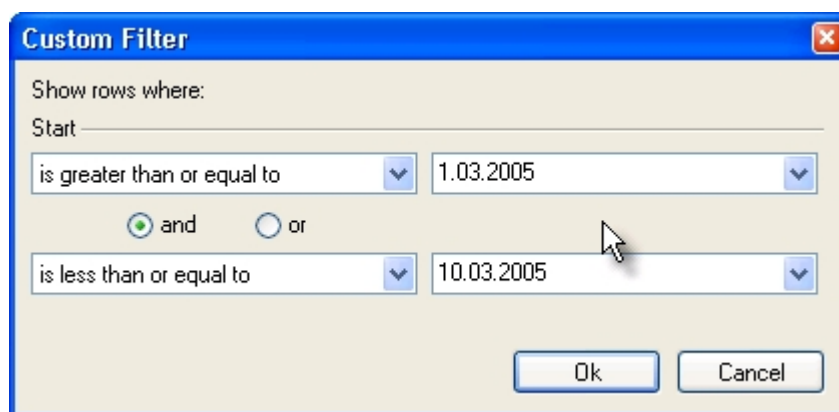 Custom Filter
Show rows where:
Start
is greater than or equal to 1.03.2005
and or
is less than or equal to 10.03.2005
Ok Cancel